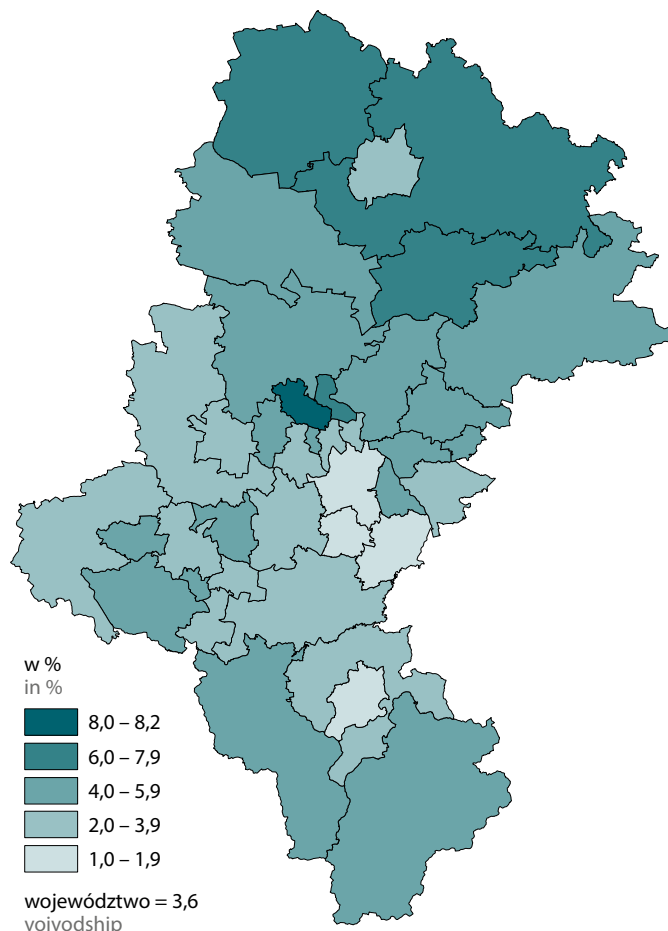 w %
in %
8,0 – 8,2
6,0 – 7,9
4,0 – 5,9
2,0 – 3,9
1,0 – 1,9
województwo = 3,6
voivodship